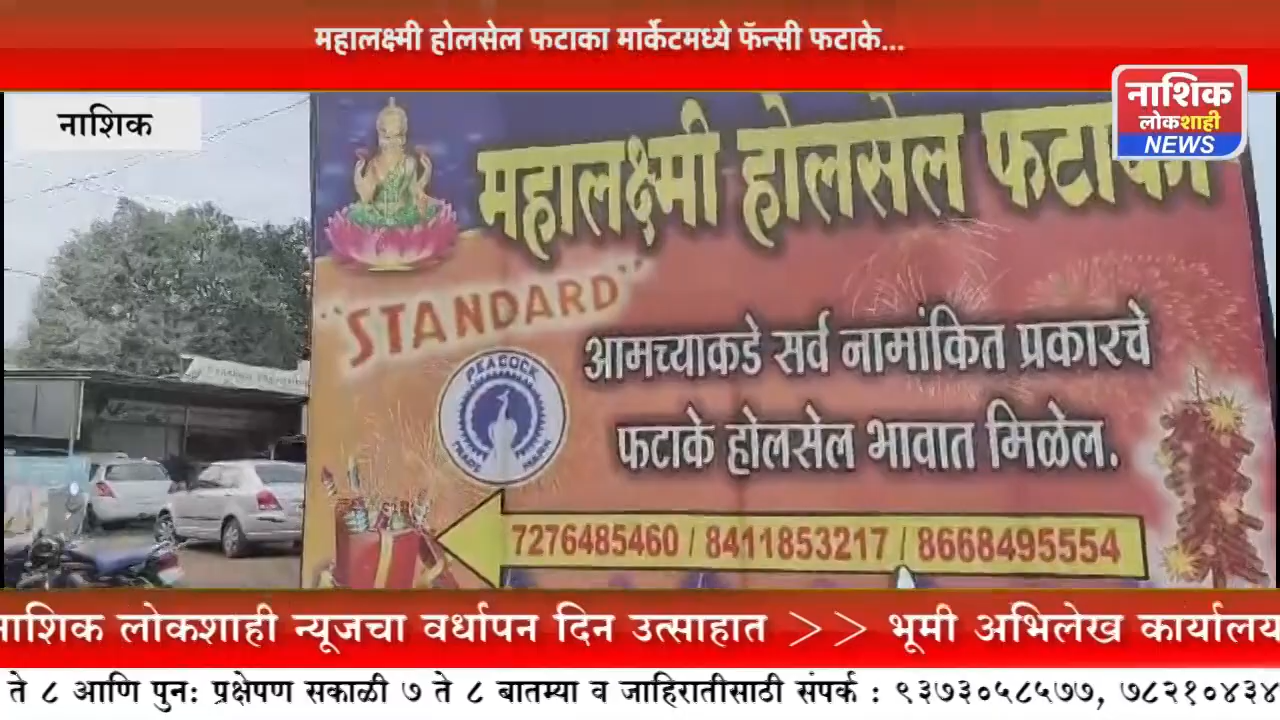 महालक्ष्मी होलसेल फटाका मार्केटमध्ये फॅन्सी फटाके...
नाशिक
नाशिक
लोकशाही
NEWS
महालक्ष्मी होलसेल फटाका
"STANDARD"
PEACOCK
TRADE MARK
आमच्याकडे सर्व नामांकित प्रकारचे
फटाके होलसेल भावात मिळेल.
7276485460 / 8411853217 / 8668495554
नाशिक लोकशाही न्यूजचा वर्धापन दिन उत्साहात >> भूमी अभिलेख कार्यालय
ते ८ आणि पुनः प्रक्षेपण सकाळी ७ ते ८ बातम्या व जाहिरातीसाठी संपर्क : ९३७३०५८५७७, ७८२१०४३४